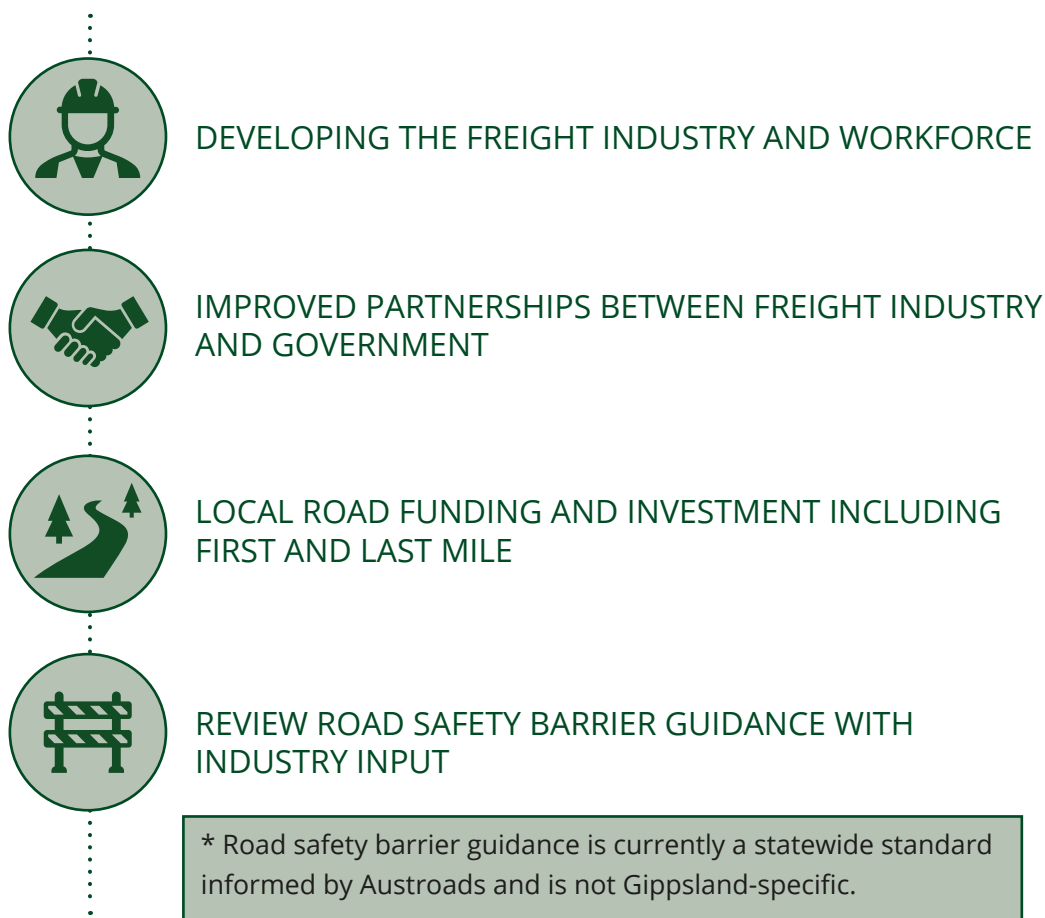 DEVELOPING THE FREIGHT INDUSTRY AND WORKFORCE
IMPROVED PARTNERSHIPS BETWEEN FREIGHT INDUSTRY
AND GOVERNMENT
LOCAL ROAD FUNDING AND INVESTMENT INCLUDING
FIRST AND LAST MILE
REVIEW ROAD SAFETY BARRIER GUIDANCE WITH
INDUSTRY INPUT
* Road safety barrier guidance is currently a statewide standard
informed by Austroads and is not Gippsland-specific.